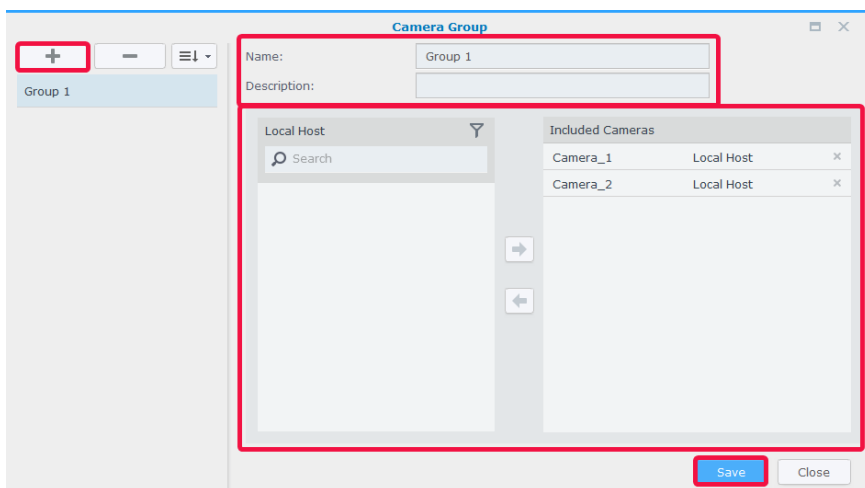 Camera Group
Group 1
Name: Group 1
Description:
Local Host
Search
Included Cameras
Camera_1 Local Host
Camera_2 Local Host
Save Close